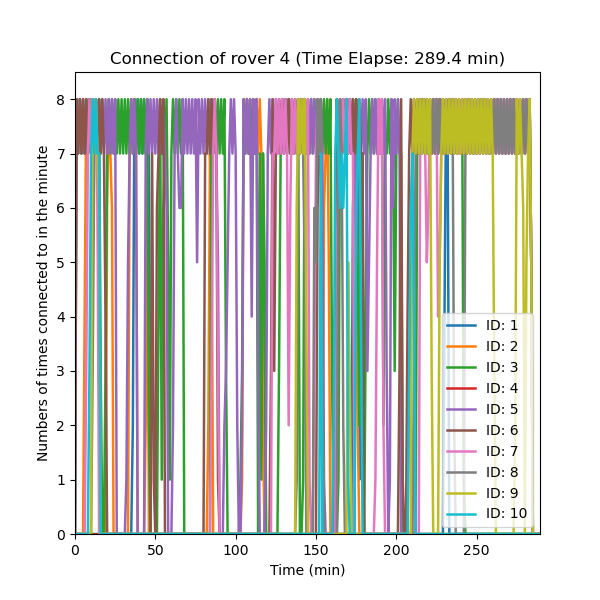 Connection of rover 4 (Time Elapse: 289.4 min)
Numbers of times connected to in the minute
8
7
6
5
4
3
2
1
0
0 50 100 150 200 250
Time (min)
ID: 1
ID: 2
ID: 3
ID: 4
ID: 5
ID: 6
ID: 7
ID: 8
ID: 9
ID: 10